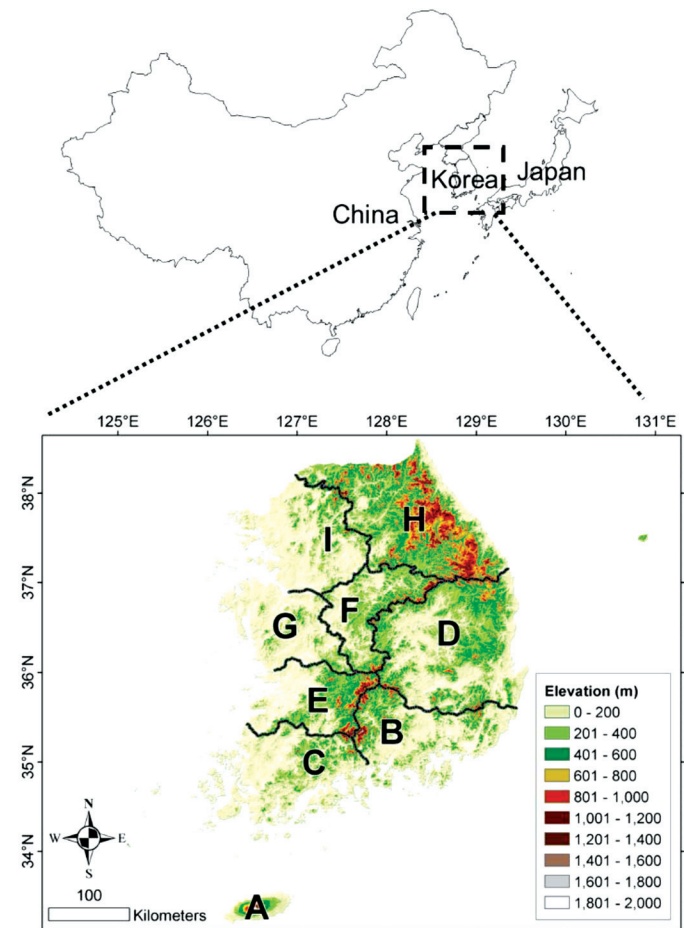 China
Korea
Japan
125°E 126°E 127°E 128°E 129°E 130°E 131°E
38°N
37°N
36°N
35°N
34°N
H
I
F
G
D
E
B
C
A
N
W E
S
100
Kilometers
Elevation (m)
0 - 200
201 - 400
401 - 600
601 - 800
801 - 1,000
1,001 - 1,200
1,201 - 1,400
1,401 - 1,600
1,601 - 1,800
1,801 - 2,000